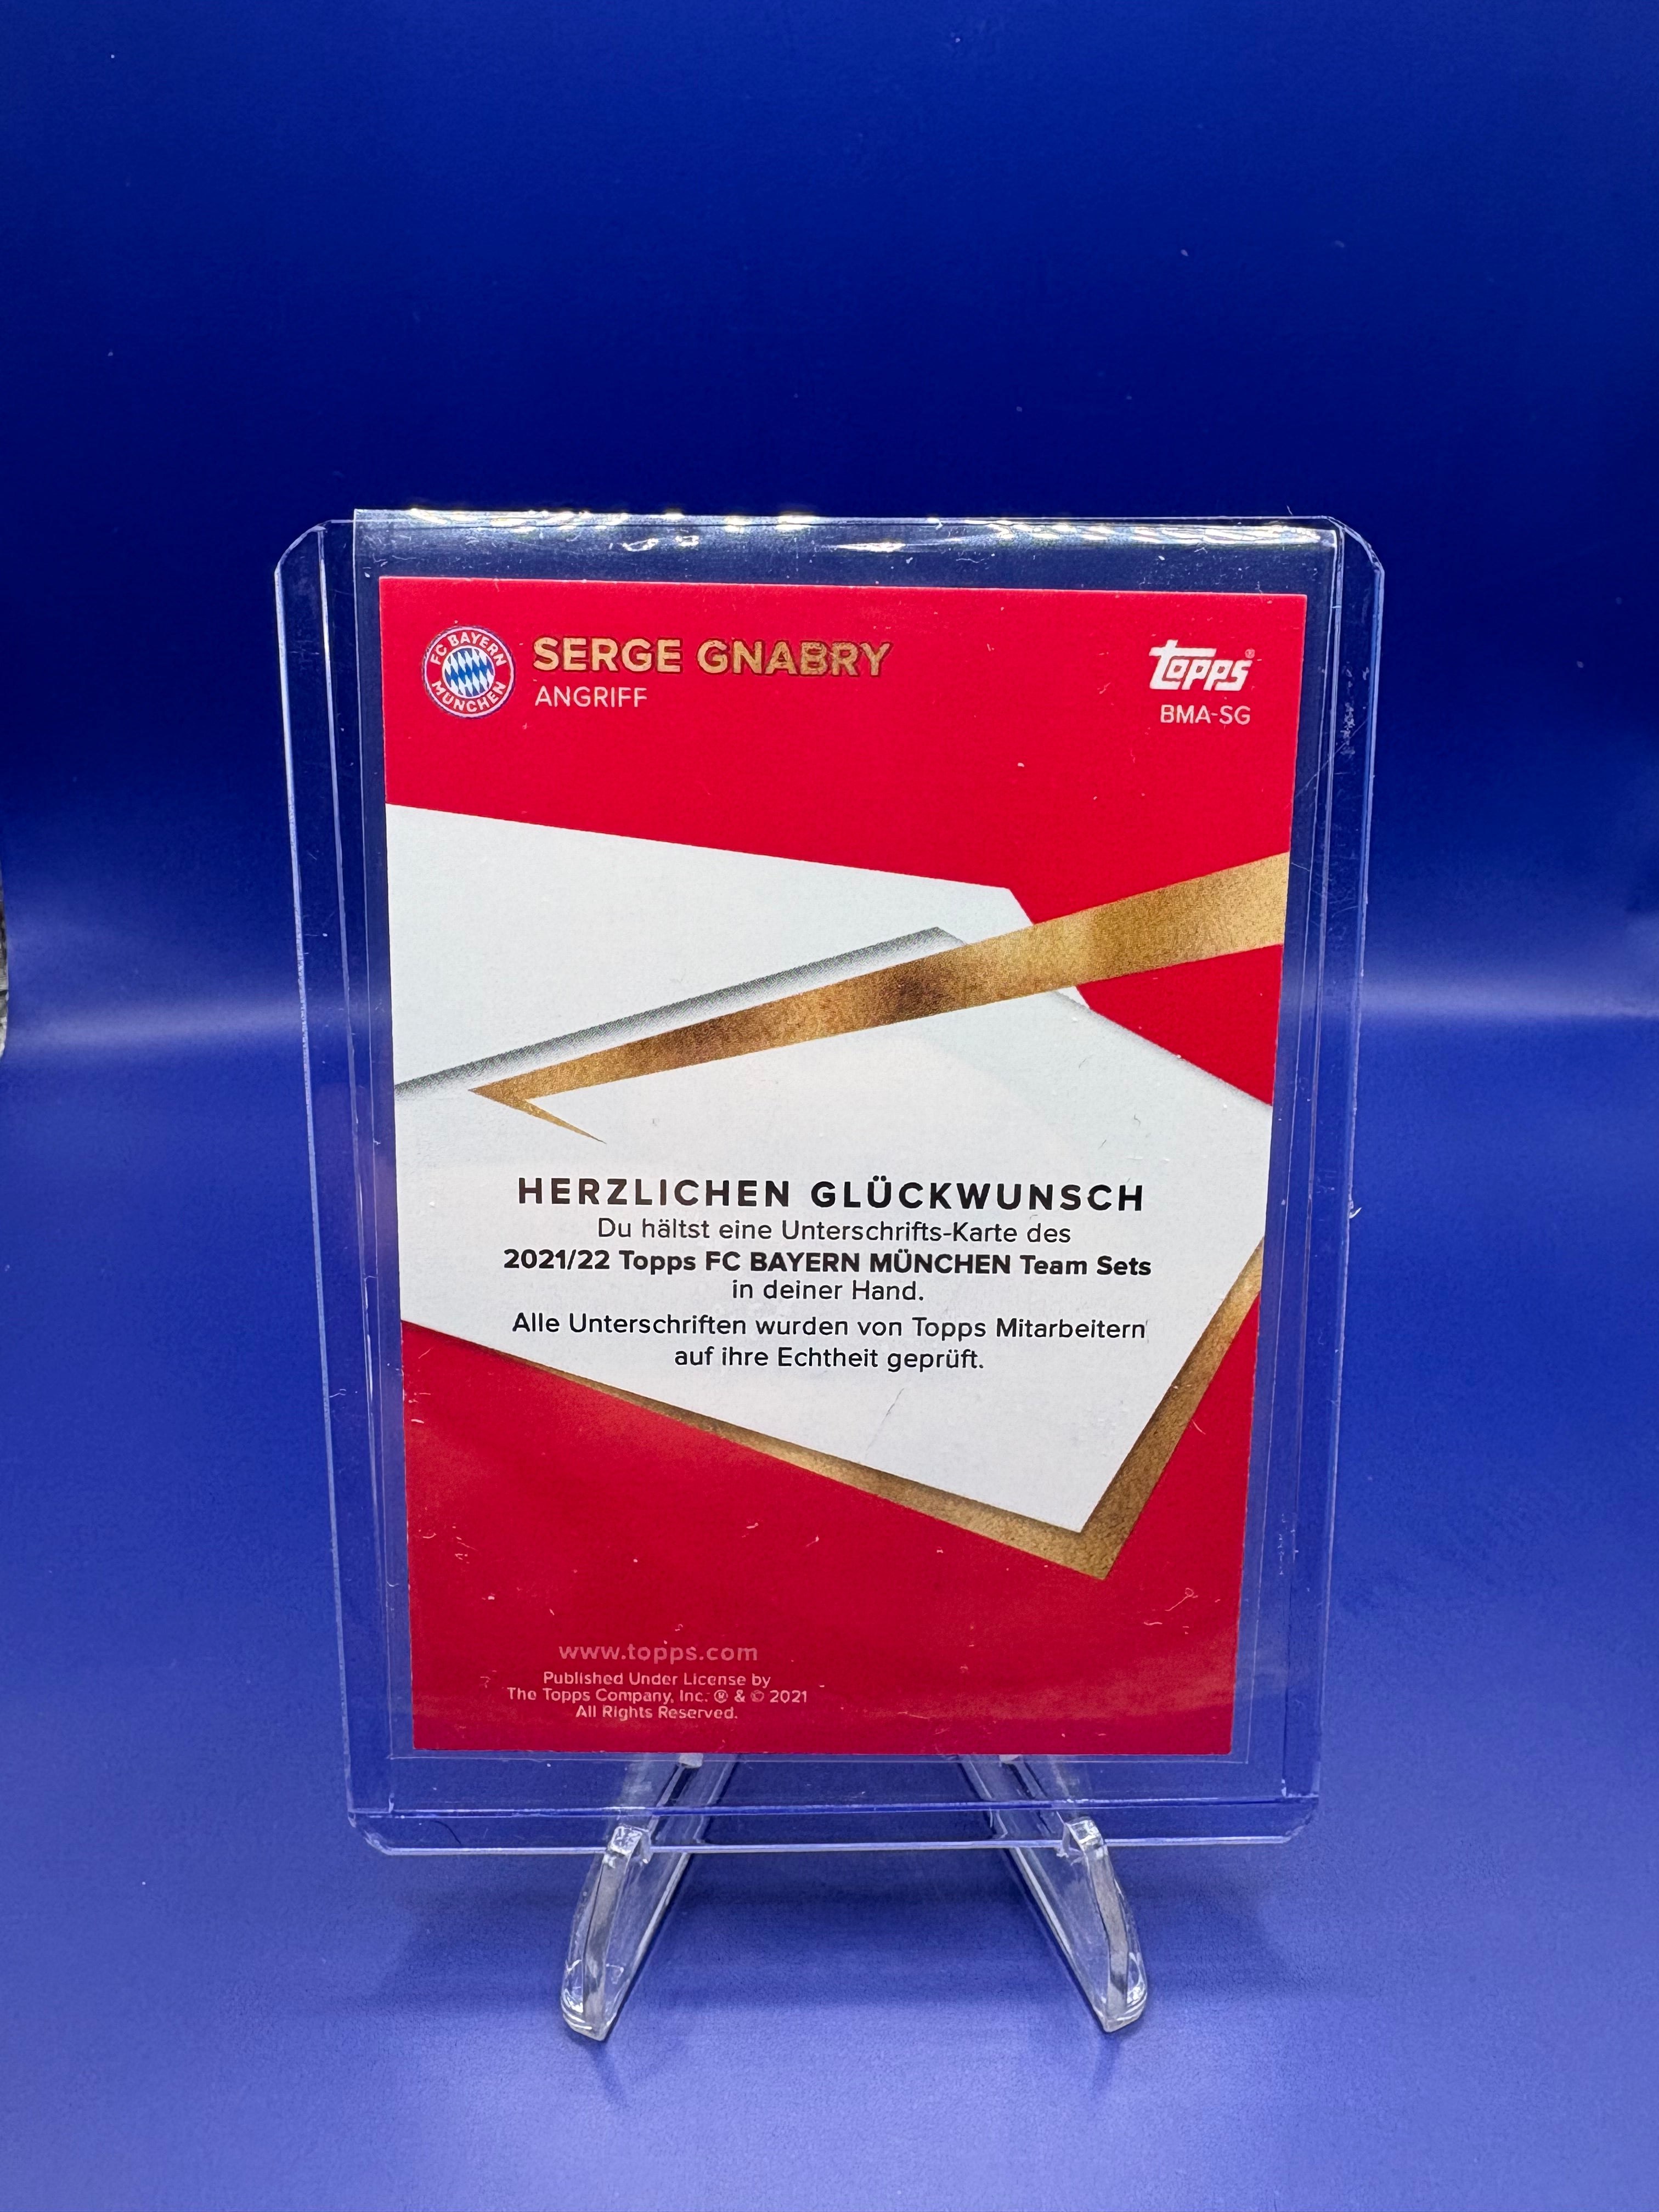 FC BAYERN
MÜNCHEN
SERGE GNABRY
ANGRIFF
topps®
BMA-SG
HERZLICHEN GLÜCKWUNSCH
Du hältst eine Unterschrifts-Karte des
2021/22 Topps FC BAYERN MÜNCHEN Team Sets
in deiner Hand.
Alle Unterschriften wurden von Topps Mitarbeitern
auf ihre Echtheit geprüft.
www.topps.com
Published Under License by
The Topps Company, Inc. ® & © 2021
All Rights Reserved.